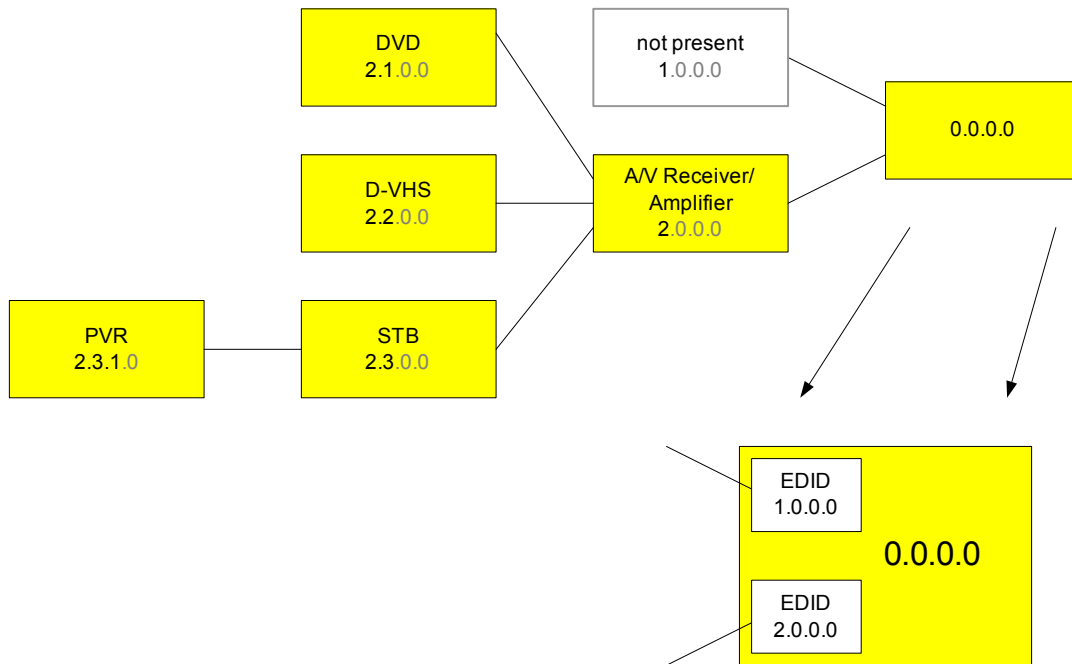 DVD
2.1.0.0
not present
1.0.0.0
0.0.0.0
D-VHS
2.2.0.0
A/V Receiver/
Amplifier
2.0.0.0
PVR
2.3.1.0
STB
2.3.0.0
EDID
1.0.0.0
0.0.0.0
EDID
2.0.0.0